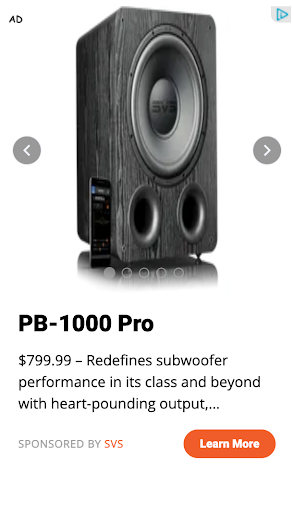 AD
SVS
PB-1000 Pro
$799.99 – Redefines subwoofer
performance in its class and beyond
with heart-pounding output,...
SPONSORED BY SVS
Learn More